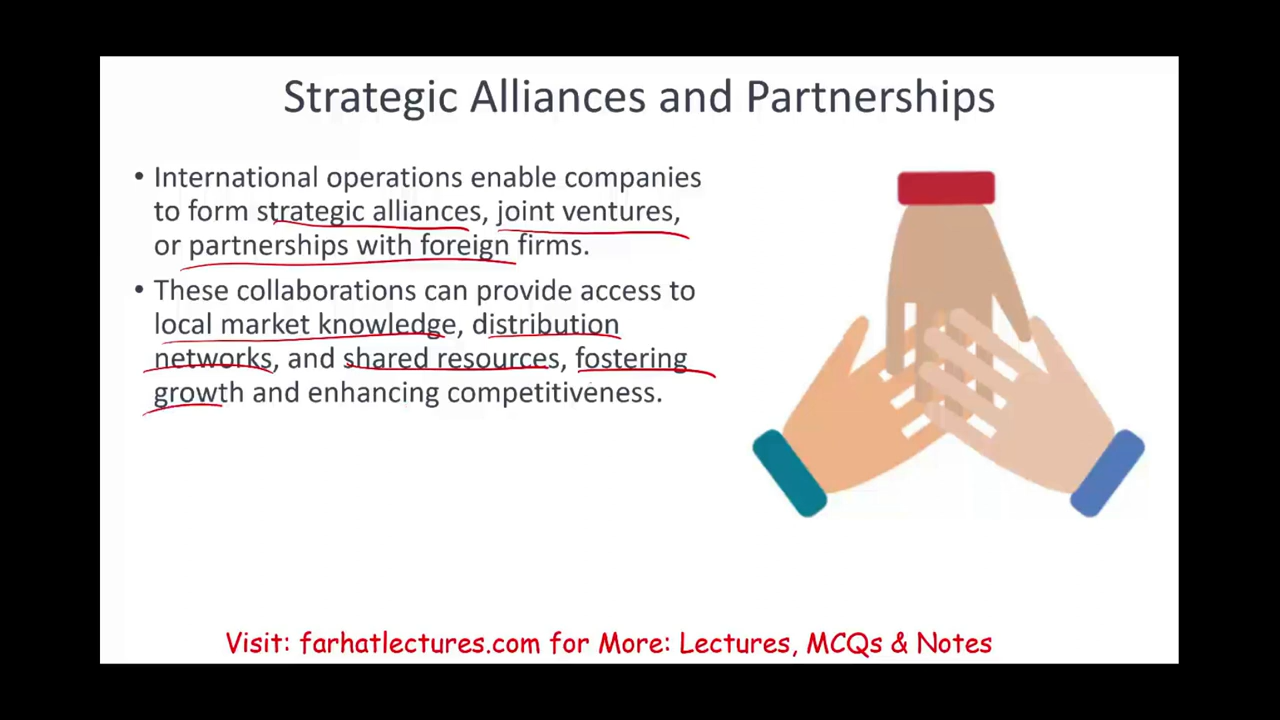 Strategic Alliances and Partnerships
• International operations enable companies
to form strategic alliances, joint ventures,
or partnerships with foreign firms.
• These collaborations can provide access to
local market knowledge, distribution
networks, and shared resources, fostering
growth and enhancing competitiveness.
Visit: farhatlectures.com for More: Lectures, MCQs & Notes